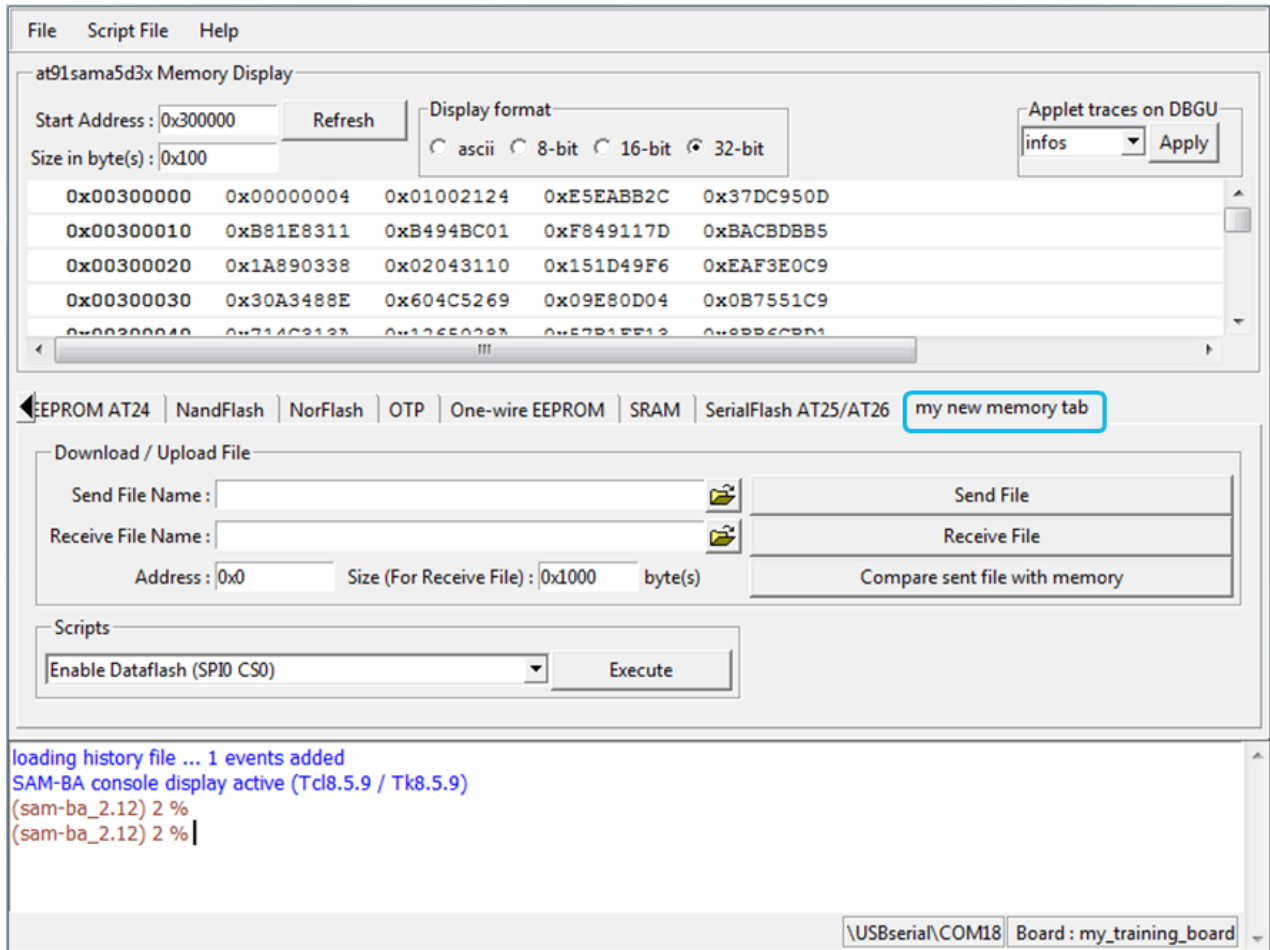 File Script File Help
at91sama5d3x Memory Display
Start Address : 0x300000 Refresh
Size in byte(s) : 0x100
Display format
ascii 8-bit 16-bit 32-bit
Applet traces on DBGU
infos Apply
0x00300000 0x00000004 0x01002124 0xE5EABB2C 0x37DC950D
0x00300010 0xB81E8311 0xB494BC01 0xF849117D 0xBACBDBB5
0x00300020 0x1A890338 0x02043110 0x151D49F6 0xEAF3E0C9
0x00300030 0x30A3488E 0x604C5269 0x09E80D04 0x0B7551C9
EEPROM AT24 NandFlash NorFlash OTP One-wire EEPROM SRAM SerialFlash AT25/AT26 my new memory tab
Download / Upload File
Send File Name : Send File
Receive File Name : Receive File
Address : 0x0 Size (For Receive File) : 0x1000 byte(s) Compare sent file with memory
Scripts
Enable Dataflash (SPI0 CS0) Execute
loading history file ... 1 events added
SAM-BA console display active (Tcl8.5.9 / Tk8.5.9)
(sam-ba_2.12) 2 %
(sam-ba_2.12) 2 %
\USBserial\COM18 Board : my_training_board